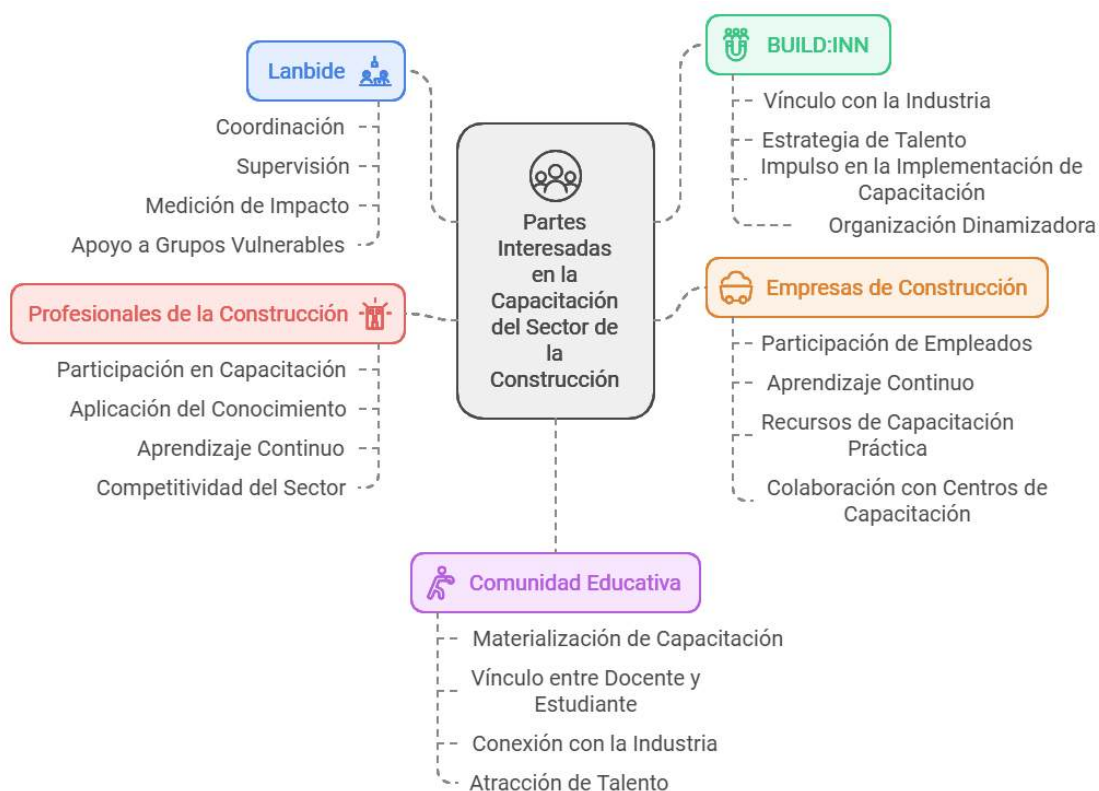 Lanbide
Coordinación
Supervisión
Medición de Impacto
Apoyo a Grupos Vulnerables
Profesionales de la Construcción
Participación en Capacitación
Aplicación del Conocimiento
Aprendizaje Continuo
Competitividad del Sector
Partes
Interesadas
en la
Capacitación
del Sector de
la
Construcción
BUILD:INN
Vínculo con la Industria
Estrategia de Talento
Impulso en la Implementación de
Capacitación
Organización Dinamizadora
Empresas de Construcción
Participación de Empleados
Aprendizaje Continuo
Recursos de Capacitación
Práctica
Colaboración con Centros de
Capacitación
Comunidad Educativa
Materialización de Capacitación
Vínculo entre Docente y
Estudiante
Conexión con la Industria
Atracción de Talento